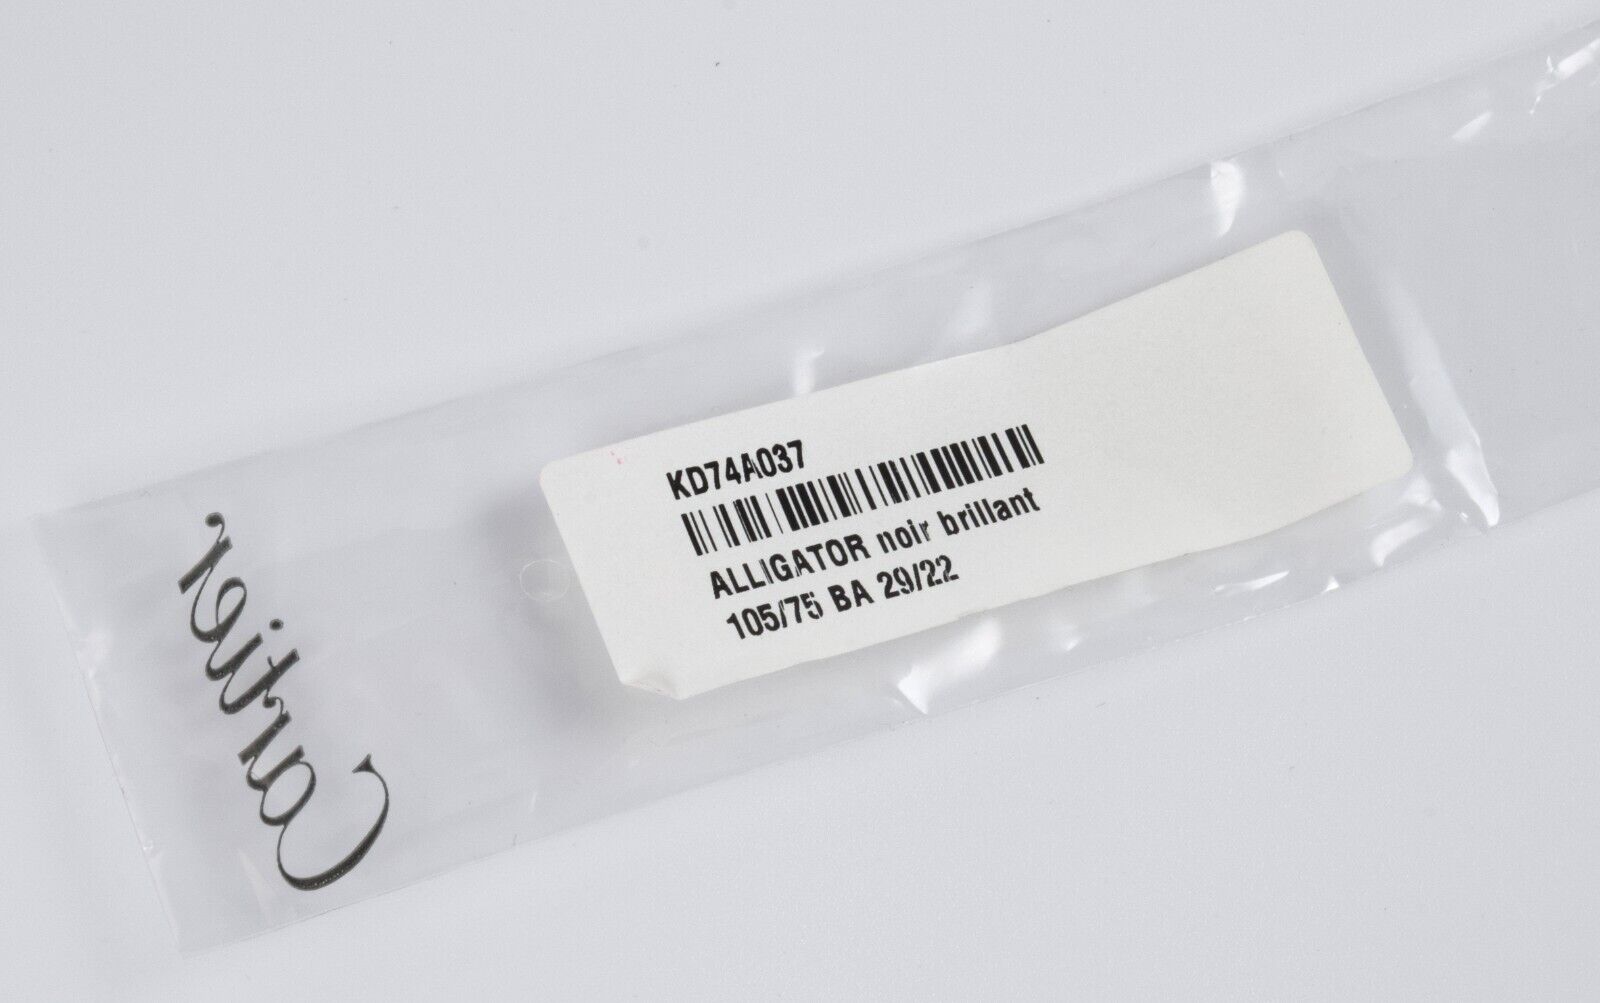 KD74A037
ALLIGATOR noir brillant
105/75 BA 29/22
Cartier